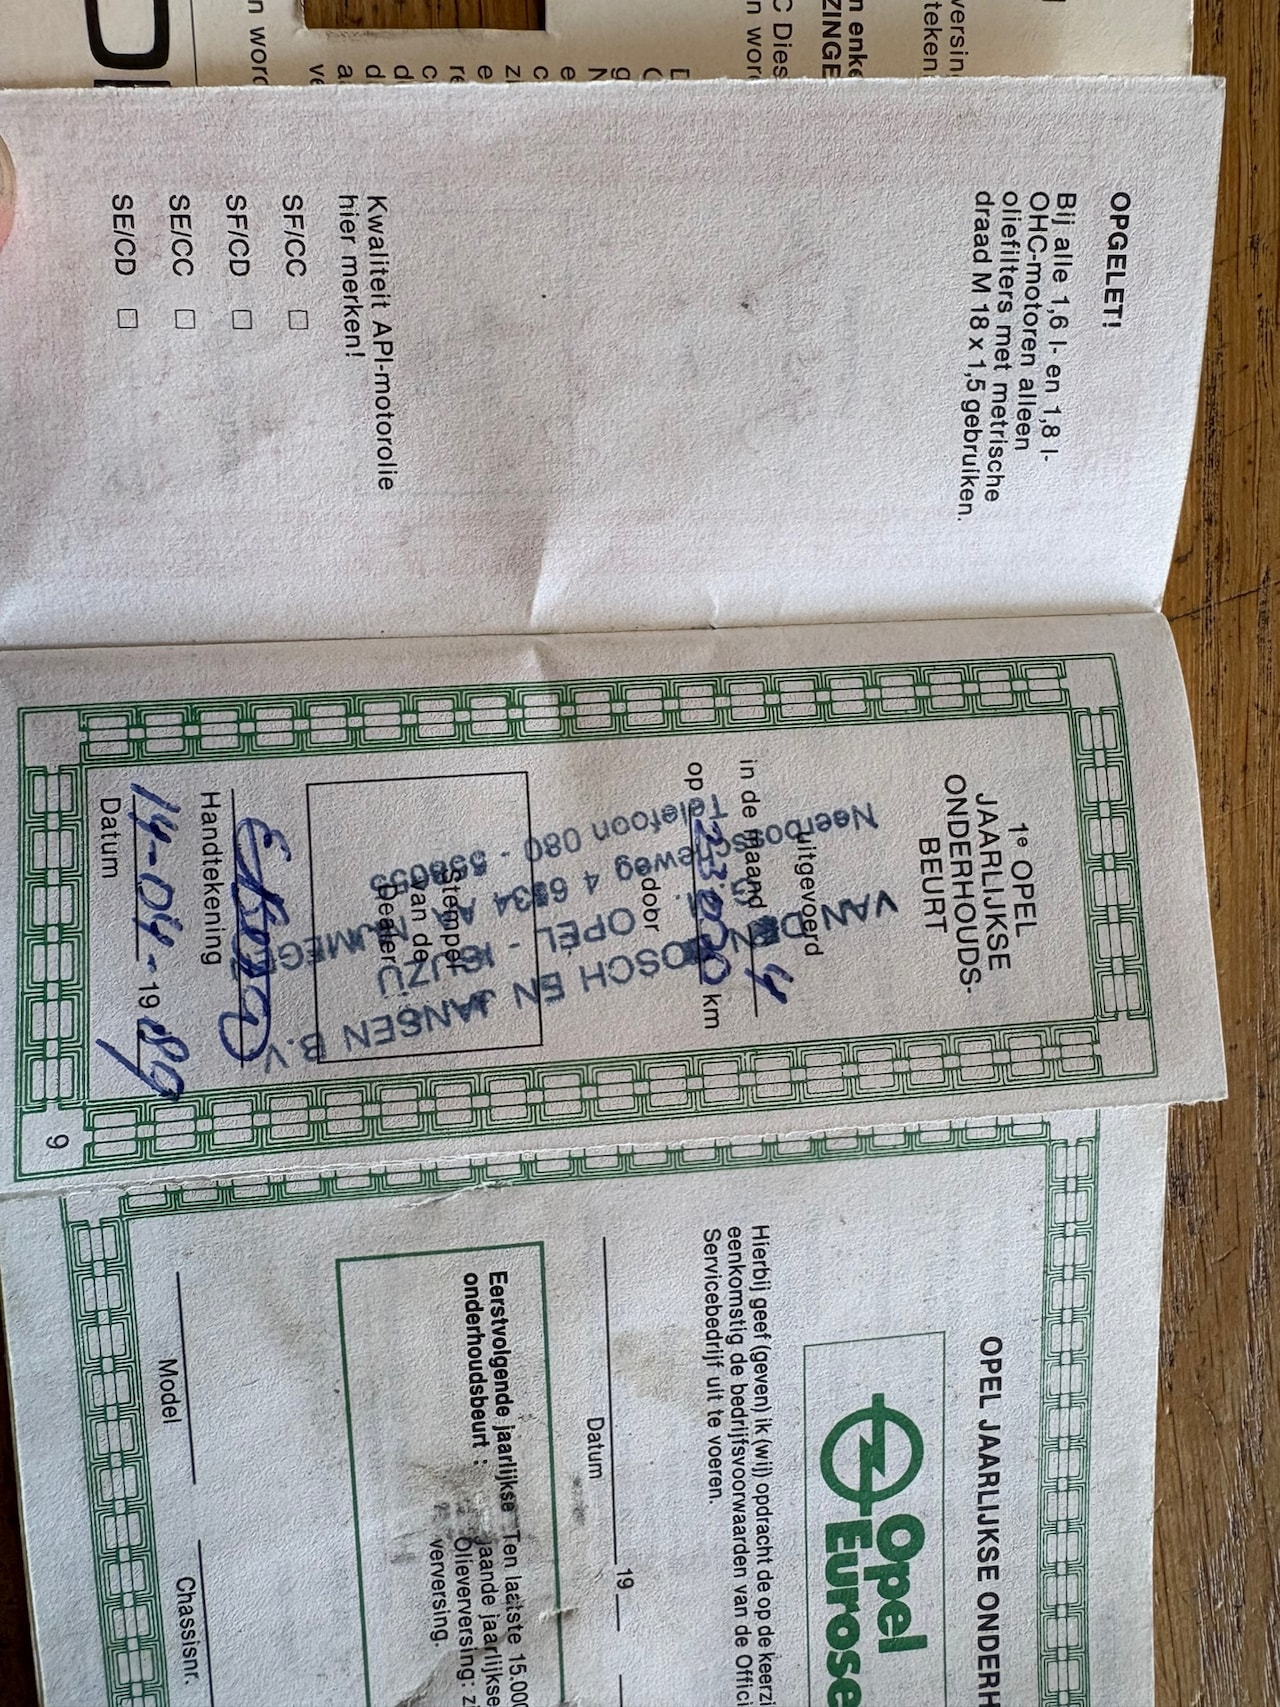 OPGELET!
Bij alle 1,6 l- en 1,8 l-
OHC-motoren alleen
oliefilters met metrische
draad M 18 x 1,5 gebruiken.
Kwaliteit API-motorolie
hier merken!
SF/CC ☐
SF/CD ☐
SE/CC ☐
SE/CD ☐
1e OPEL
JAARLIJKSE
ONDERHOUDS-
BEURT
uitgevoerd
in de maand 4
op km
dobor
Stempel
van de
Dealer
VAN DEN BOSCH EN JANSEN B.V.
OPEL - ISUZU
Neerbosscheweg 4 6534
Telefoon 080 -
Handtekening
14-04-1989
Datum
9
OPEL JAARLIJKSE ONDERH
Opel
Eurose
Hierbij geef (geven) ik (wij) opdracht de op de keerzi
eenkomstig de bedrijfsvoorwaarden van de Offici
Servicebedrijf uit te voeren.
19
Datum
Eerstvolgende jaarlijkse Ten laatste 15.000
onderhoudsbeurt : jaarlijkse
Olieverversing: z
verversing.
Model
Chassisnr.